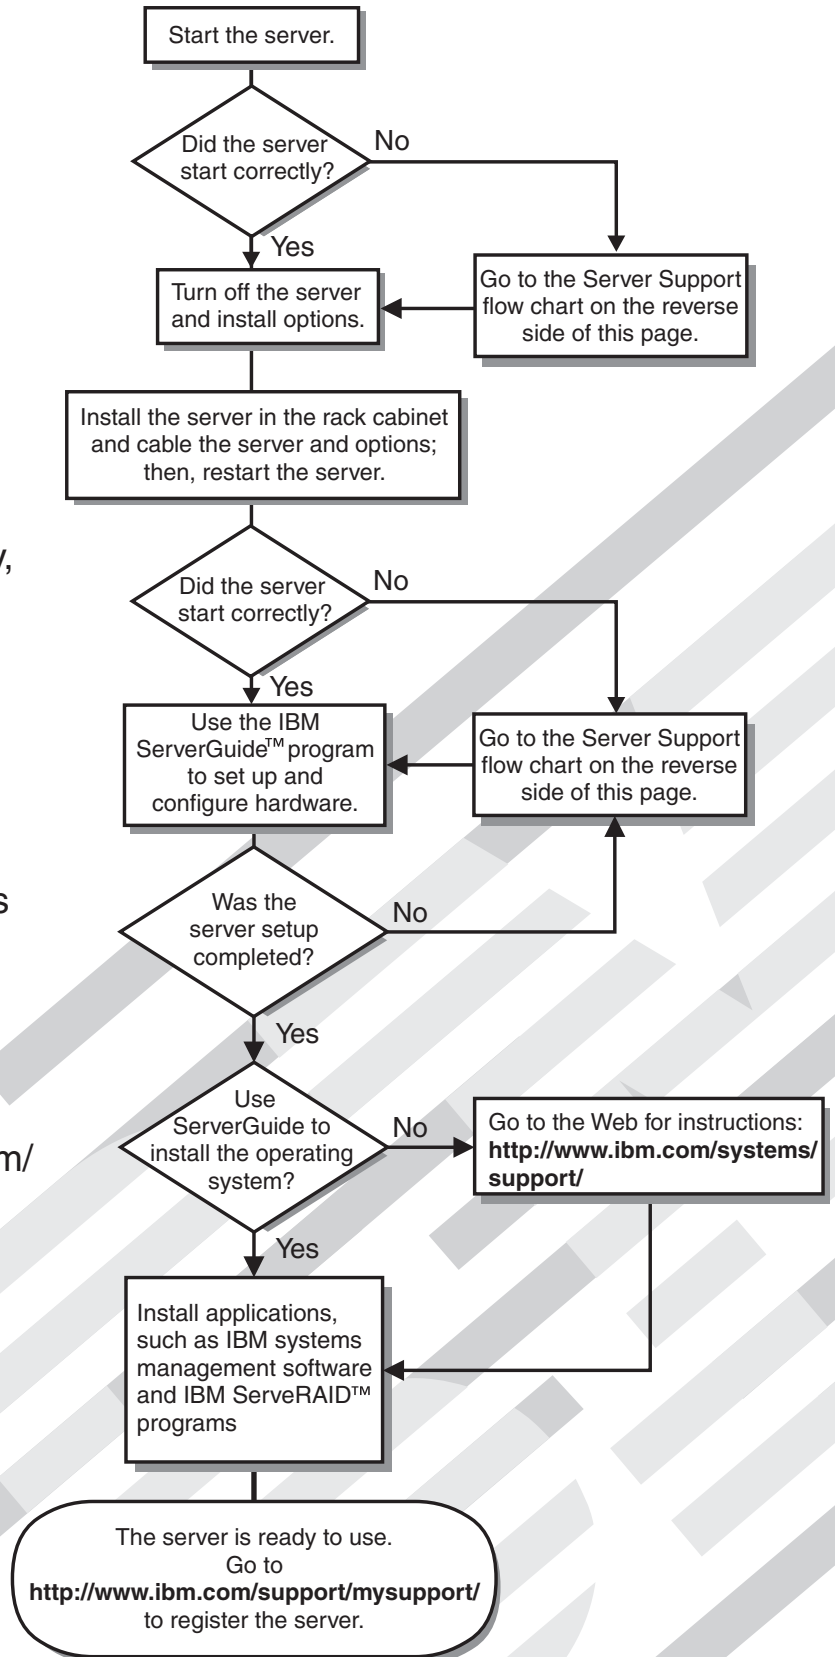 Start the server.
Did the server
start correctly?
No
Yes
Turn off the server
and install options.
Go to the Server Support
flow chart on the reverse
side of this page.
Install the server in the rack cabinet
and cable the server and options;
then, restart the server.
y,
Did the server
start correctly?
No
Yes
Use the IBM
ServerGuide™ program
to set up and
configure hardware.
Go to the Server Support
flow chart on the reverse
side of this page.
s
Was the
server setup
completed?
No
Yes
m/
Use
ServerGuide to
install the operating
system?
No
Go to the Web for instructions:
http://www.ibm.com/systems/
support/
Yes
Install applications,
such as IBM systems
management software
and IBM ServeRAID™
programs
The server is ready to use.
Go to
http://www.ibm.com/support/mysupport/
to register the server.